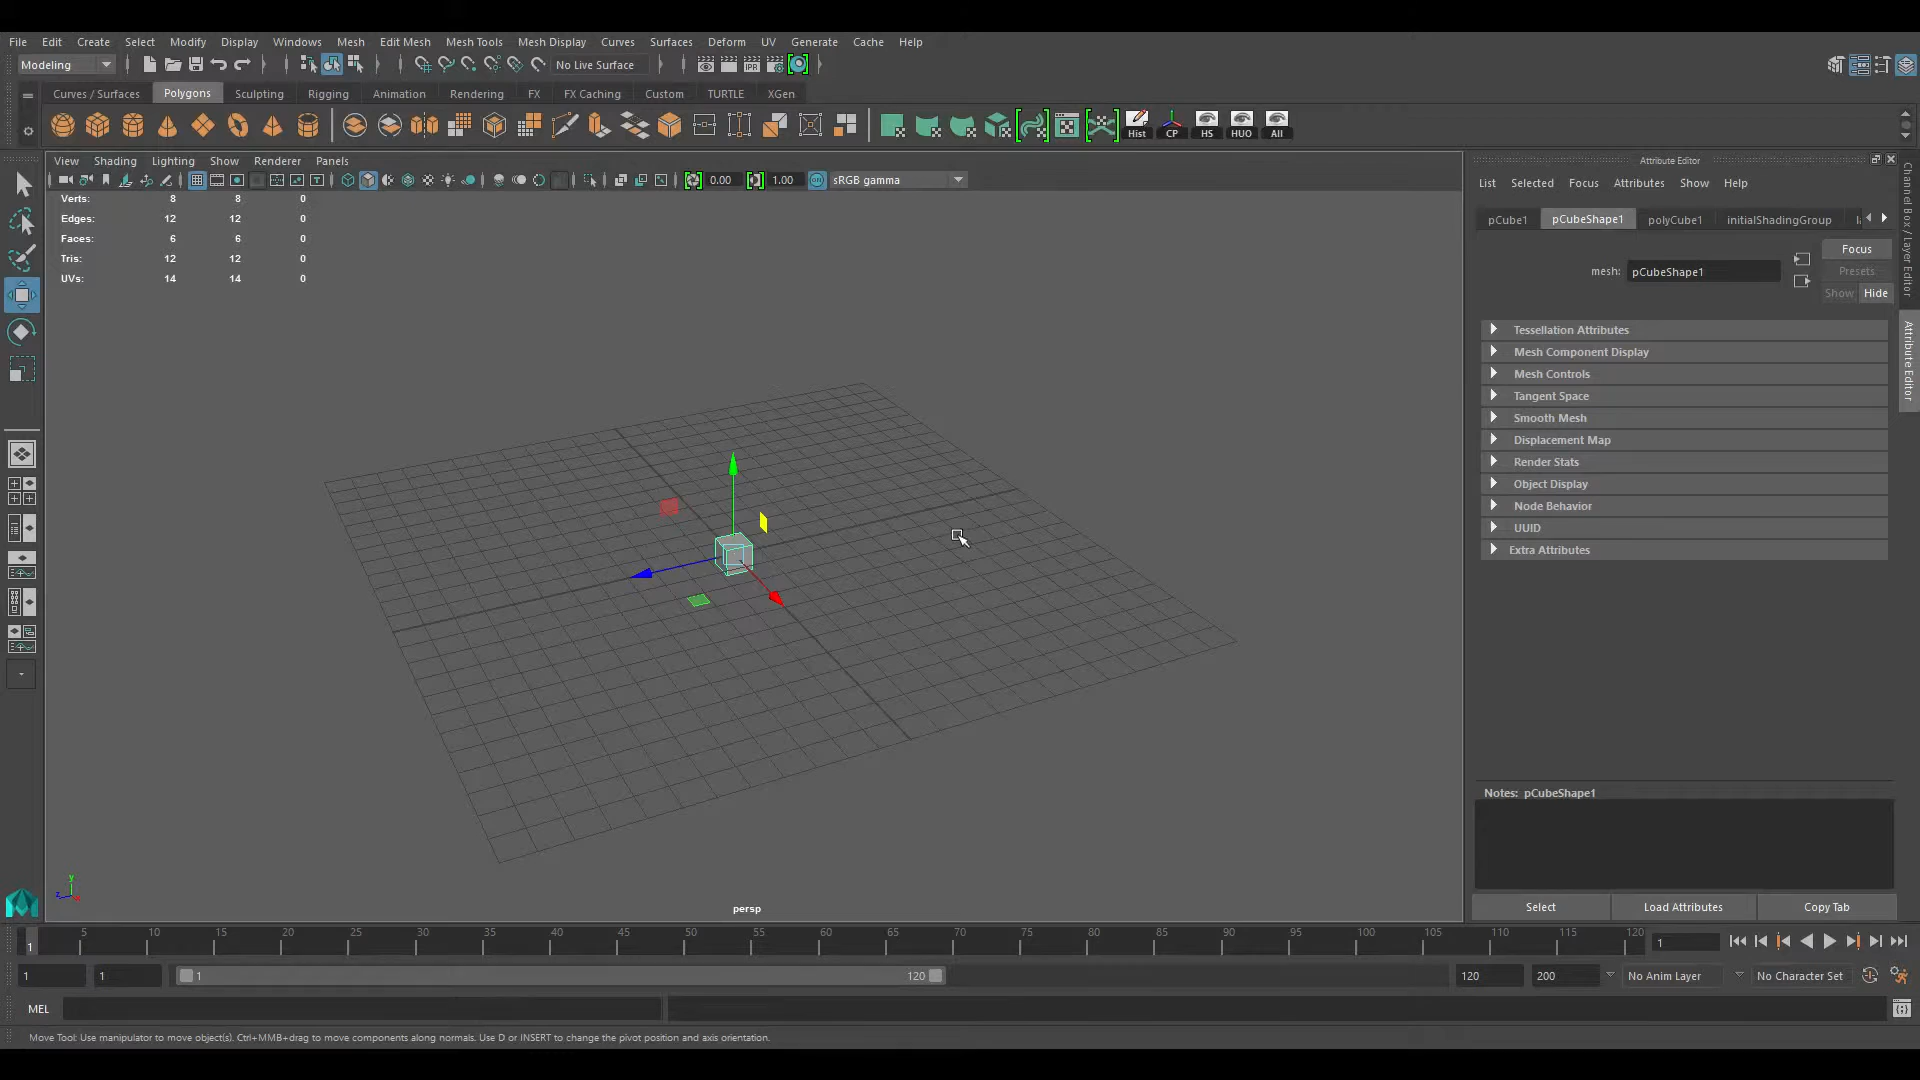 File Edit Create Select Modify Display Windows Mesh Edit Mesh Mesh Tools Mesh Display Curves Surfaces Deform UV Generate Cache Help
Modeling No Live Surface IPR
Curves / Surfaces Polygons Sculpting Rigging Animation Rendering FX FX Caching Custom TURTLE XGen
Hist CP HS HUO All
View Shading Lighting Show Renderer Panels
0.00 1.00 ON sRGB gamma
Verts: 8 8 0
Edges: 12 12 0
Faces: 6 6 0
Tris: 12 12 0
UVs: 14 14 0
y
z x
persp
Attribute Editor
List Selected Focus Attributes Show Help
pCube1 pCubeShape1 polyCube1 initialShadingGroup
Focus
mesh: pCubeShape1
Presets
Show Hide
Tessellation Attributes
Mesh Component Display
Mesh Controls
Tangent Space
Smooth Mesh
Displacement Map
Render Stats
Object Display
Node Behavior
UUID
Extra Attributes
Notes: pCubeShape1
Select Load Attributes Copy Tab
Channel Box / Layer Editor
Attribute Editor
1 5 10 15 20 25 30 35 40 45 50 55 60 65 70 75 80 85 90 95 100 105 110 115 120 1
1 1 1 120 120 200 No Anim Layer No Character Set
MEL
Move Tool: Use manipulator to move object(s). Ctrl+MMB+drag to move components along normals. Use D or INSERT to change the pivot position and axis orientation.